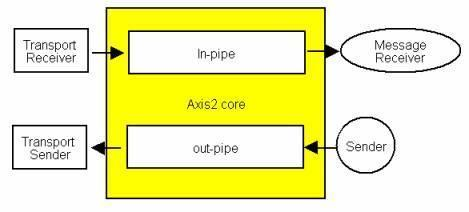 Transport
Receiver
In-pipe
Message
Receiver
Axis2 core
Transport
Sender
out-pipe
Sender